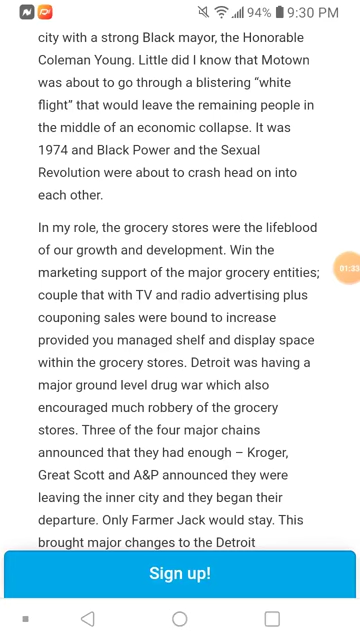 94% 9:30 PM
city with a strong Black mayor, the Honorable
Coleman Young. Little did I know that Motown
was about to go through a blistering “white
flight” that would leave the remaining people in
the middle of an economic collapse. It was
1974 and Black Power and the Sexual
Revolution were about to crash head on into
each other.
In my role, the grocery stores were the lifeblood
of our growth and development. Win the
marketing support of the major grocery entities;
couple that with TV and radio advertising plus
couponing sales were bound to increase
provided you managed shelf and display space
within the grocery stores. Detroit was having a
major ground level drug war which also
encouraged much robbery of the grocery
stores. Three of the four major chains
announced that they had enough – Kroger,
Great Scott and A&P announced they were
leaving the inner city and they began their
departure. Only Farmer Jack would stay. This
brought major changes to the Detroit
Sign up!